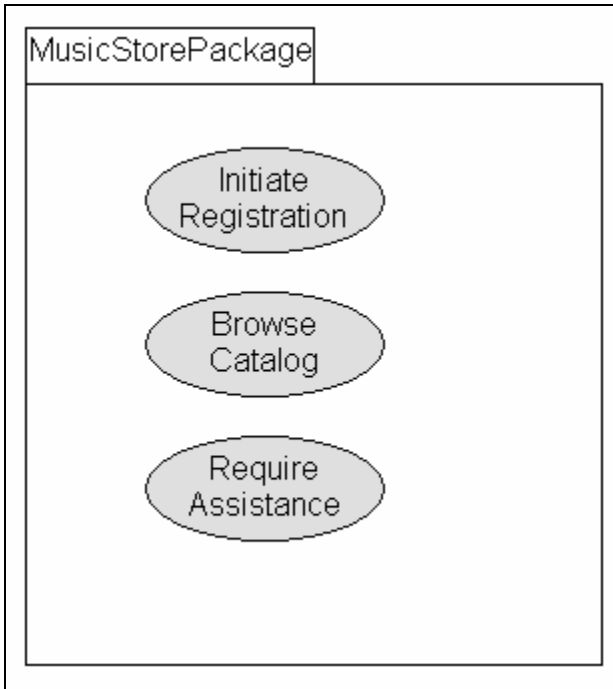 MusicStorePackage
Initiate
Registration
Browse
Catalog
Require
Assistance